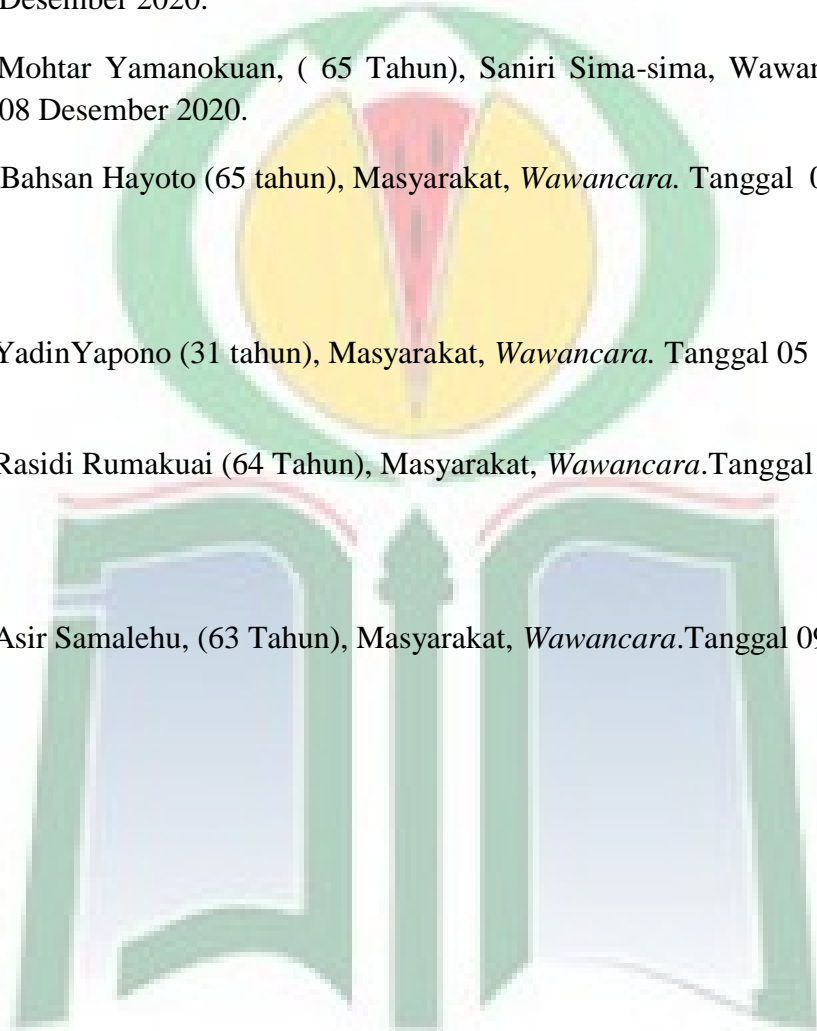 Desember 2020.
Mohtar Yamanokuan, ( 65 Tahun), Saniri Sima-sima,
08 Desember 2020.
Bahsan Hayoto (65 tahun), Masyarakat, Wawancara. Tanggal
YadinYapono (31 tahun), Masyarakat, Wawancara. Tanggal 05
Rasidi Rumakuai (64 Tahun), Masyarakat, Wawancara.Tanggal
Asir Samalehu, (63 Tahun), Masyarakat, Wawancara.Tanggal 09